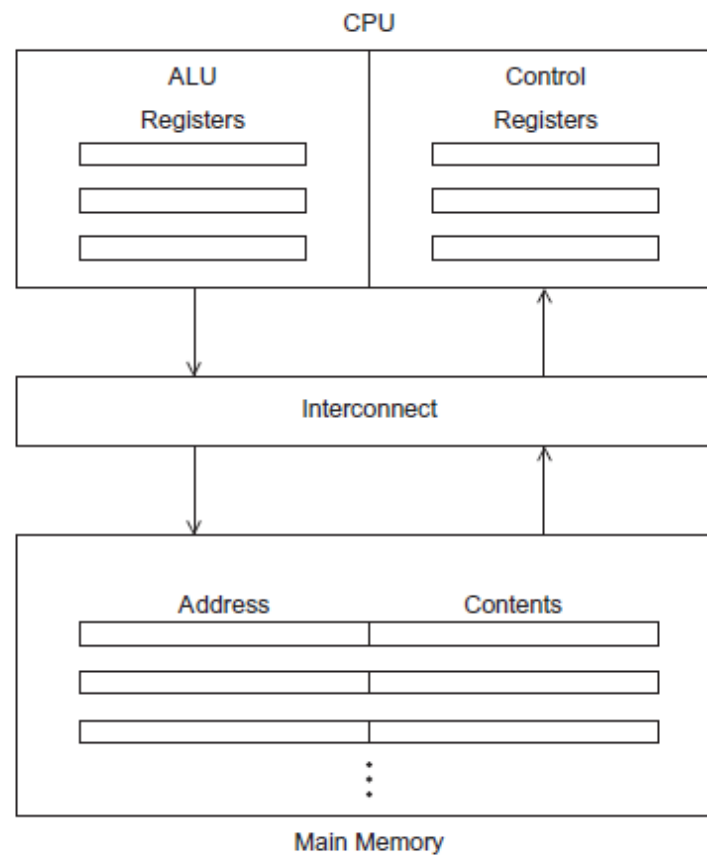 CPU
ALU
Control
Registers
Registers
Interconnect
Address
Contents
Main Memory